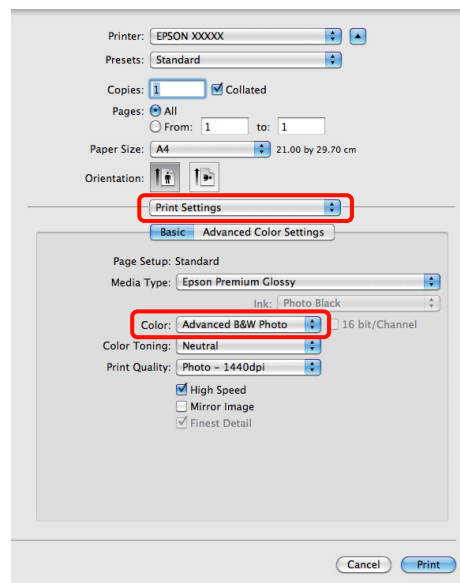 Printer: EPSON XXXXX
Presets: Standard
Copies: 1 Collated
Pages: All
From: 1 to: 1
Paper Size: A4 21.00 by 29.70 cm
Orientation:
Print Settings
Basic Advanced Color Settings
Page Setup: Standard
Media Type: Epson Premium Glossy
Ink: Photo Black
Color: Advanced B&W Photo 16 bit/Channel
Color Toning: Neutral
Print Quality: Photo – 1440dpi
High Speed
Mirror Image
Finest Detail
Cancel Print